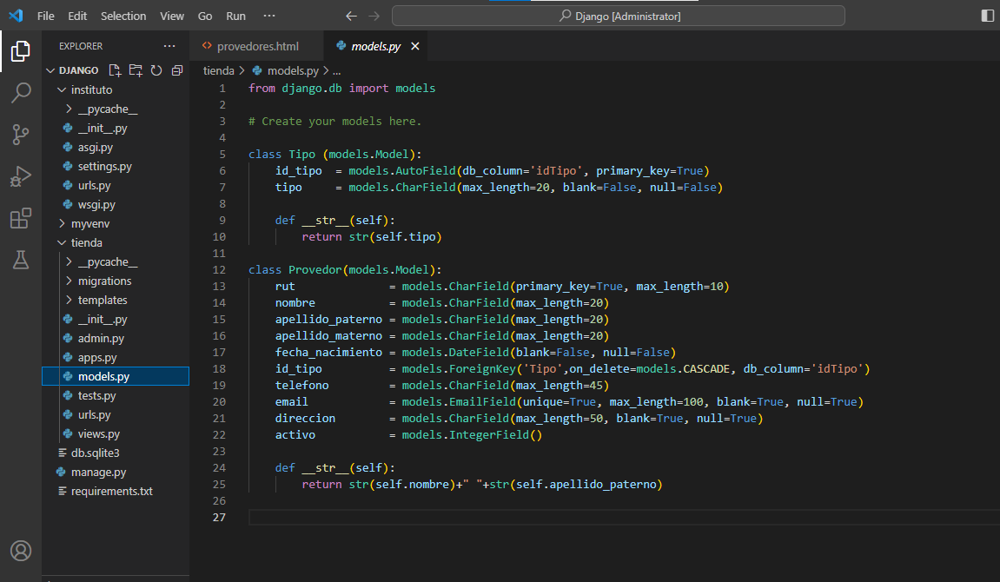 File Edit Selection View Go Run ··· Django [Administrator]
EXPLORER ···
DJANGO
instituto
__pycache__
__init__.py
asgi.py
settings.py
urls.py
wsgi.py
myvenv
tienda
__pycache__
migrations
templates
__init__.py
admin.py
apps.py
models.py
tests.py
urls.py
views.py
db.sqlite3
manage.py
requirements.txt
provedores.html models.py
tienda > models.py > ...
1 from django.db import models
2
3 # Create your models here.
4
5 class Tipo (models.Model):
6     id_tipo  = models.AutoField(db_column='idTipo', primary_key=True)
7     tipo     = models.CharField(max_length=20, blank=False, null=False)
8
9     def __str__(self):
10         return str(self.tipo)
11
12 class Provedor(models.Model):
13     rut              = models.CharField(primary_key=True, max_length=10)
14     nombre           = models.CharField(max_length=20)
15     apellido_paterno = models.CharField(max_length=20)
16     apellido_materno = models.CharField(max_length=20)
17     fecha_nacimiento = models.DateField(blank=False, null=False)
18     id_tipo          = models.ForeignKey('Tipo',on_delete=models.CASCADE, db_column='idTipo')
19     telefono         = models.CharField(max_length=45)
20     email            = models.EmailField(unique=True, max_length=100, blank=True, null=True)
21     direccion        = models.CharField(max_length=50, blank=True, null=True)
22     activo           = models.IntegerField()
23
24     def __str__(self):
25         return str(self.nombre)+" "+str(self.apellido_paterno)
26
27